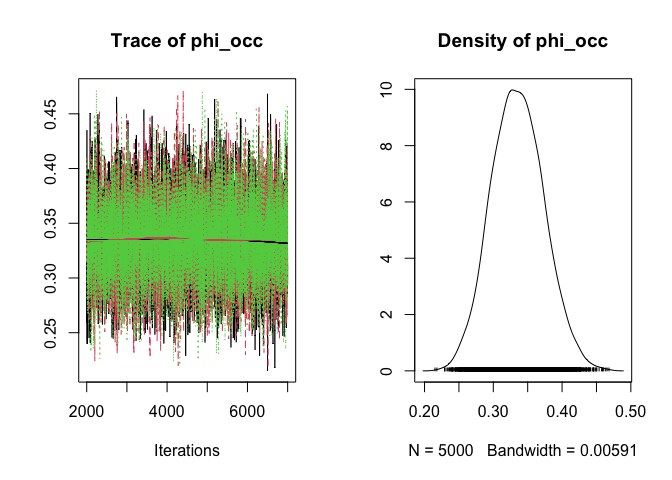 Trace of phi_occ
0.45
0.40
0.35
0.30
0.25
2000 4000 6000
Iterations
Density of phi_occ
10
8
6
4
2
0
0.20 0.30 0.40 0.50
N = 5000 Bandwidth = 0.00591